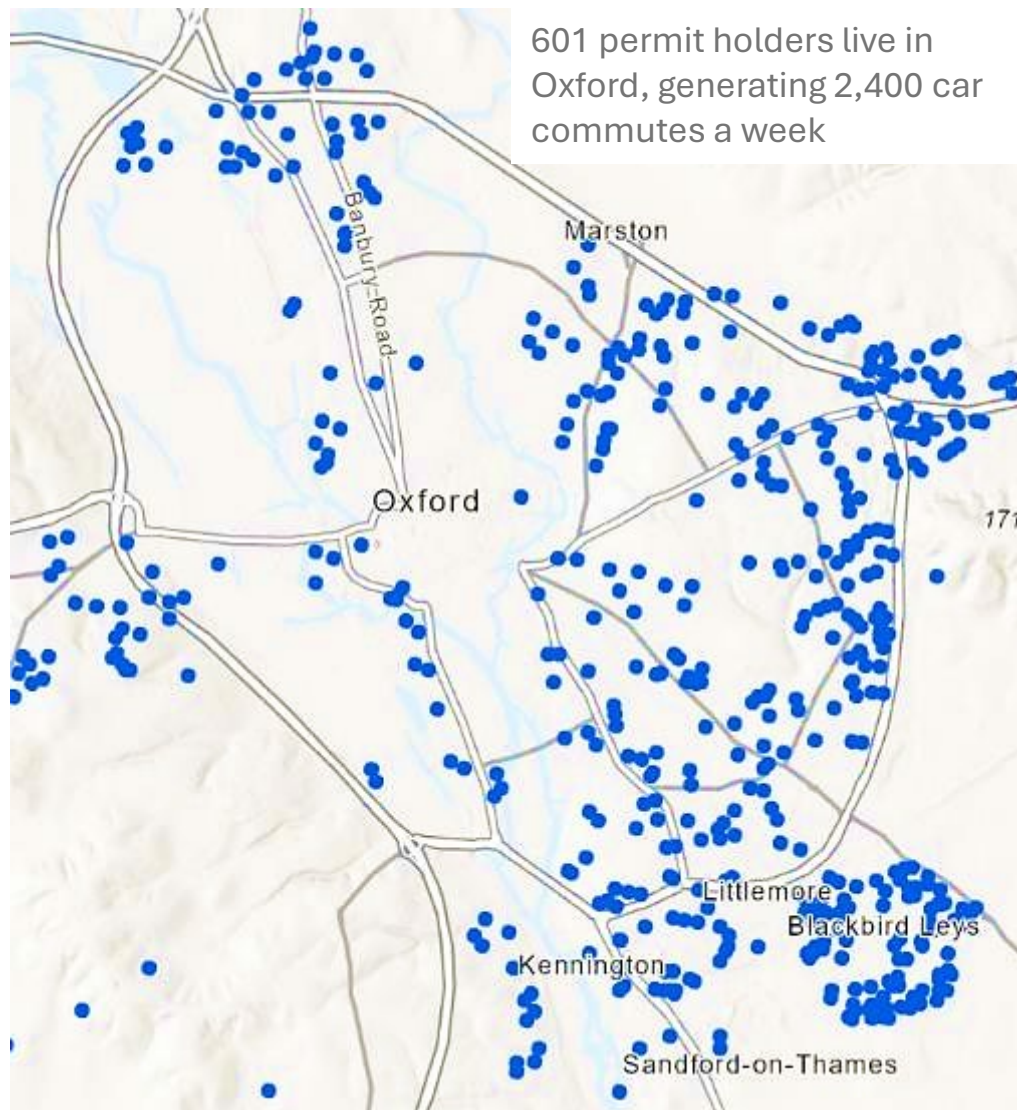 601 permit holders live in
Oxford, generating 2,400 car
commutes a week
Marston
Banbury-Road
Oxford
171
Littlemore
Blackbird Leys
Kennington
Sandford-on-Thames